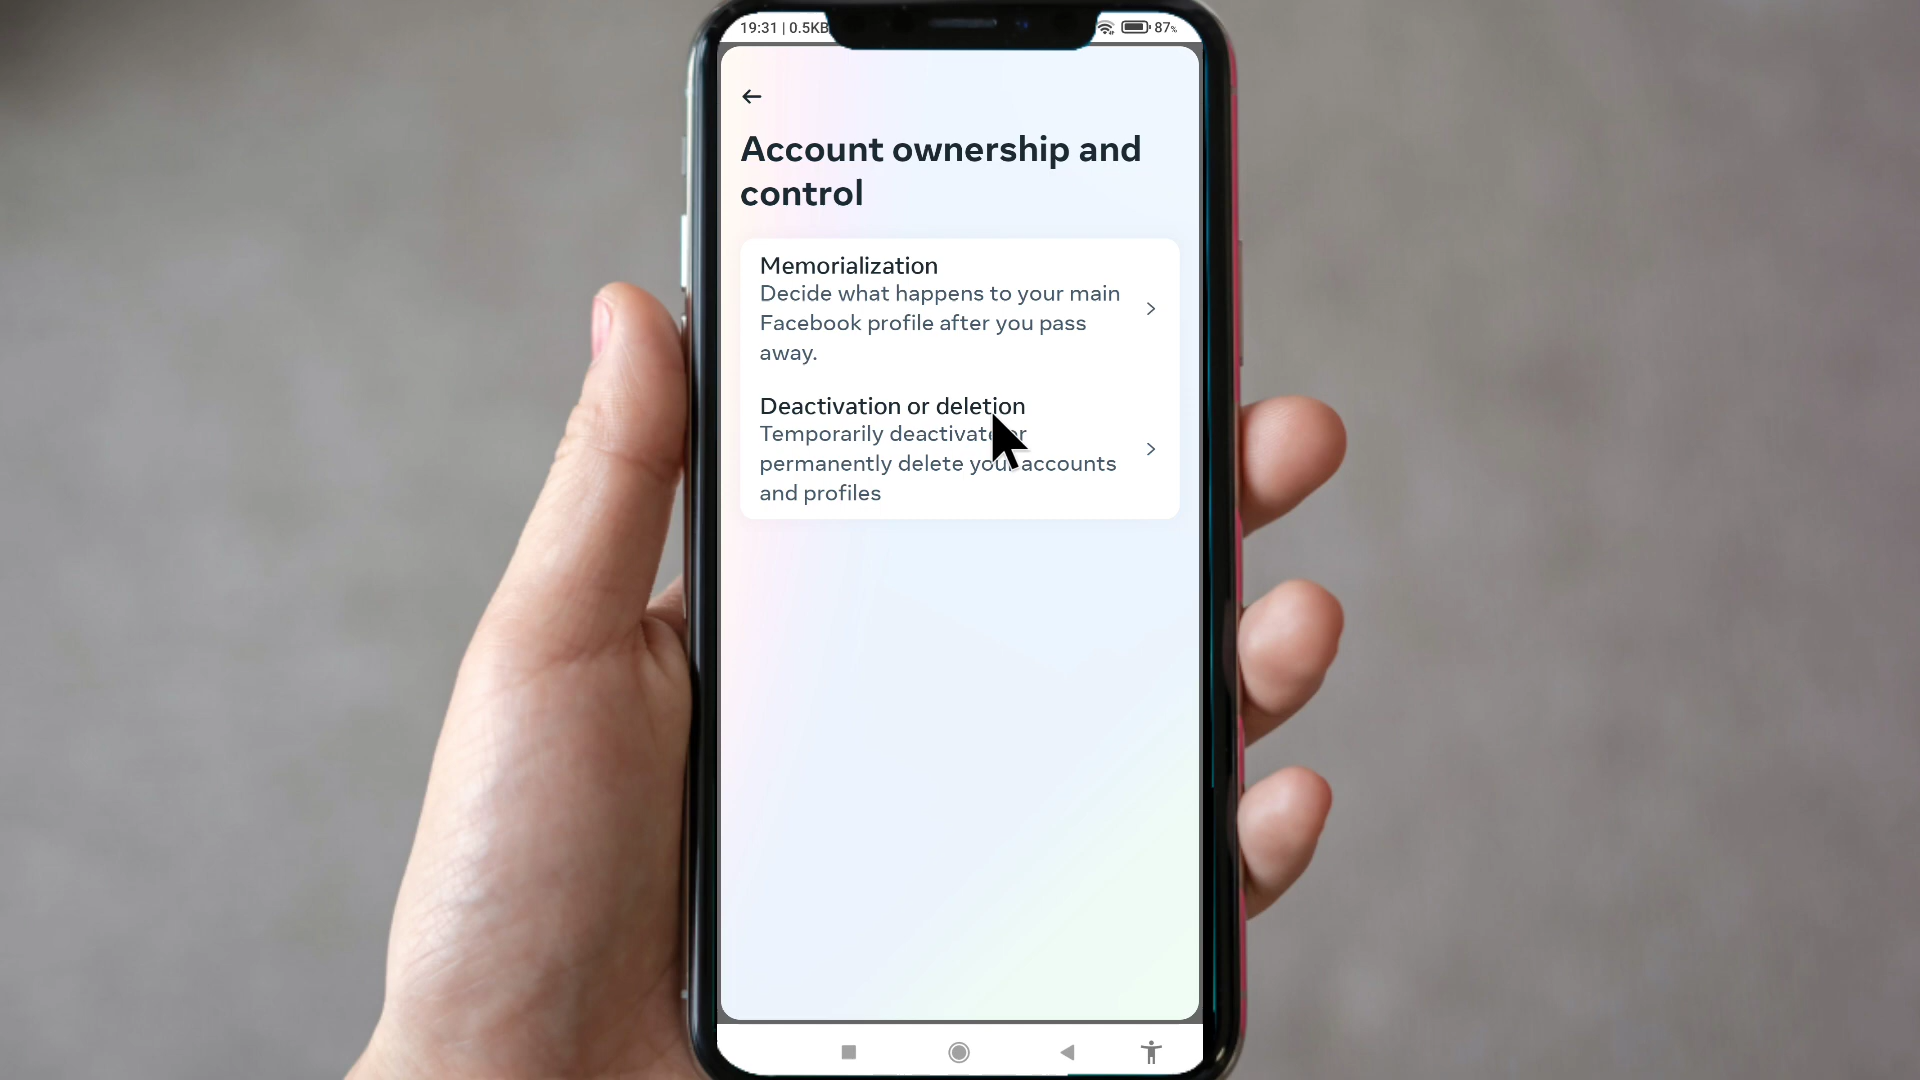 19:31 | 0.5KB
87%
Account ownership and
control
Memorialization
Decide what happens to your main
Facebook profile after you pass
away.
Deactivation or deletion
Temporarily deactivate or
permanently delete your accounts
and profiles